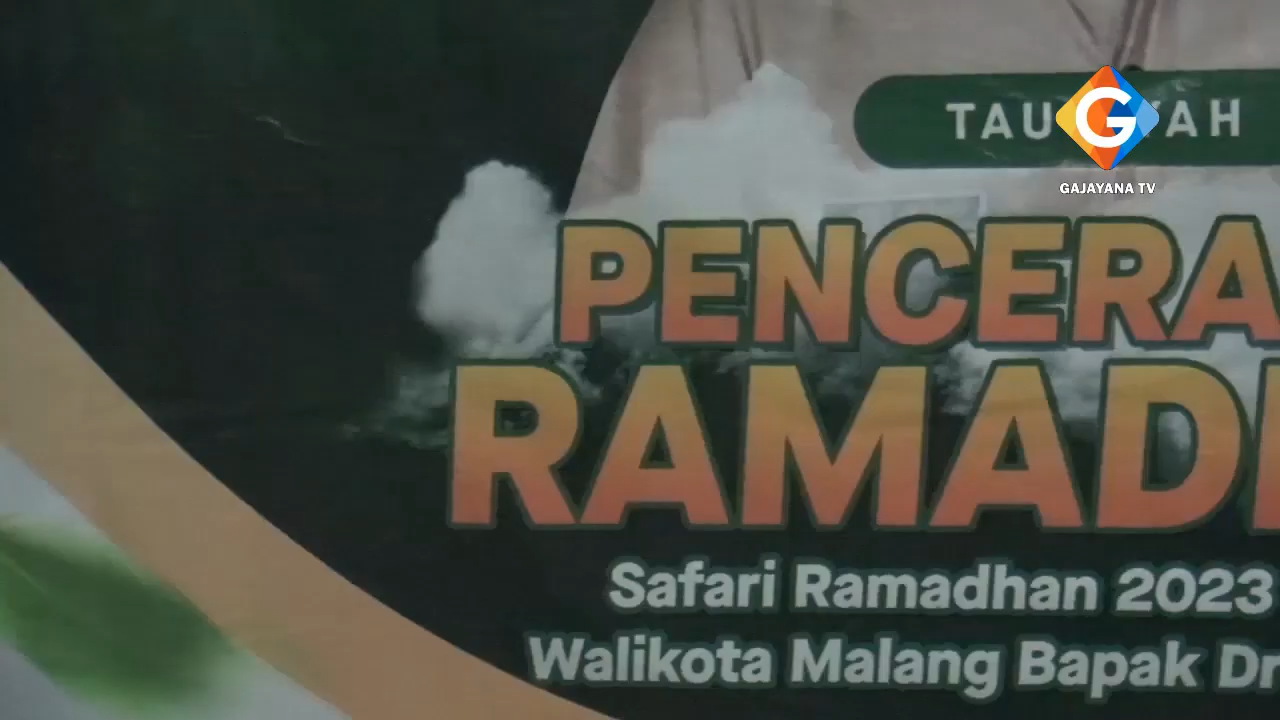 GAJAYANA TV
PENCERA
RAMAD
Safari Ramadhan 2023
Walikota Malang Bapak Dr